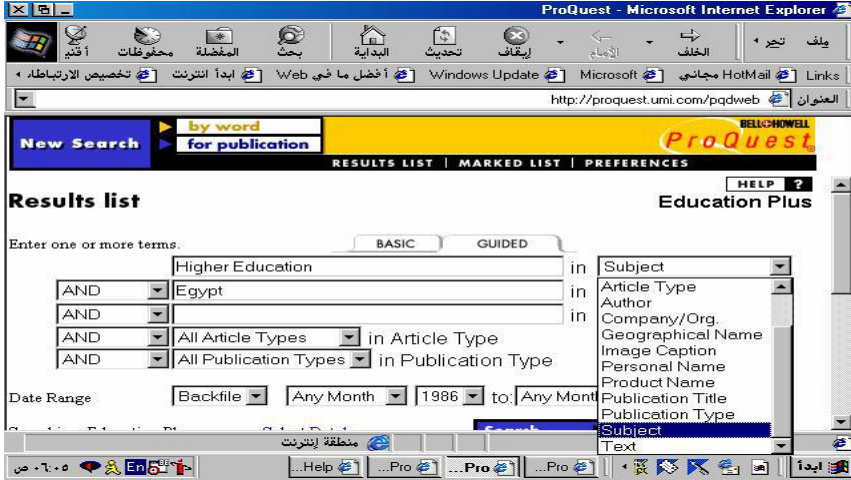 ProQuest - Microsoft Internet Explorer
ملف تحرير الخلف الأمام إيقاف تحديث البداية بحث المفضلة محفوظات
Links HotMail مجاني Microsoft Windows Update أفضل ما في Web ابدأ انترنت تخصيص الارتباطات
العنوان http://proquest.umi.com/pqdweb
New Search by word
for publication
BELL+HOWELL
ProQuest
RESULTS LIST | MARKED LIST | PREFERENCES
HELP ?
Results list Education Plus
Enter one or more terms. BASIC GUIDED
Higher Education in Subject
AND Egypt in
AND in
AND All Article Types in Article Type
AND All Publication Types in Publication Type
Article Type
Author
Company/Org.
Geographical Name
Image Caption
Personal Name
Product Name
Publication Title
Publication Type
Subject
Text
Date Range Backfile Any Month 1986 to: Any Mont
منطقة إنترنت
ابدأ ...Pro ...Pro ...Pro ...Help En ٠٦:٠٥ ص